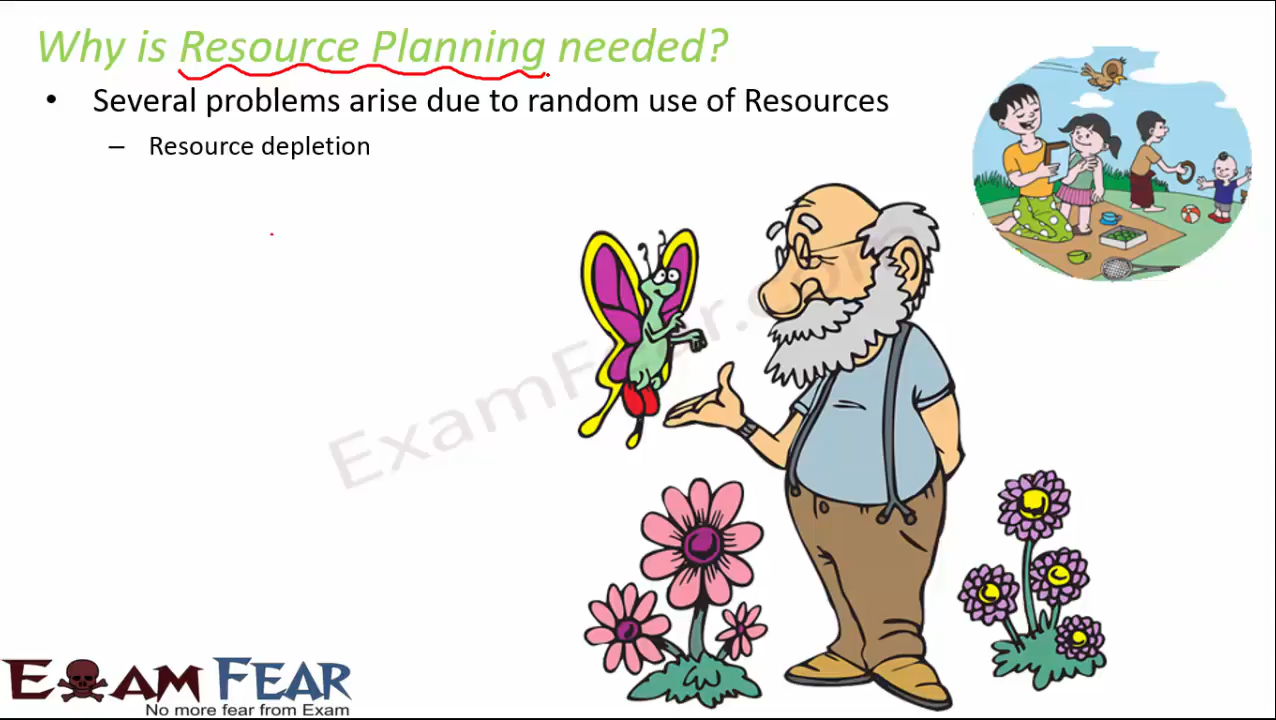 Why is Resource Planning needed?
• Several problems arise due to random use of Resources
– Resource depletion
ExamFear.com
EXAM FEAR
No more fear from Exam